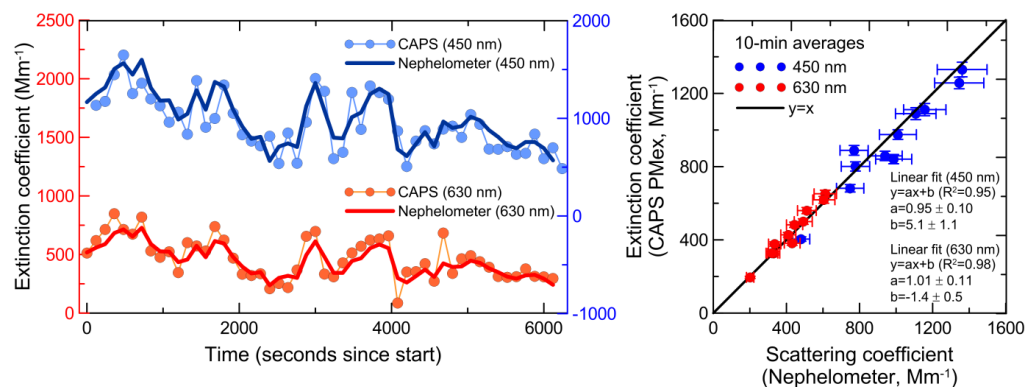 Extinction coefficient (Mm⁻¹)
2500
2000
1500
1000
500
0
2000
1000
0
-1000
CAPS (450 nm)
Nephelometer (450 nm)
CAPS (630 nm)
Nephelometer (630 nm)
0
2000
4000
6000
Time (seconds since start)
Extinction coefficient
(CAPS PMex, Mm⁻¹)
1600
1200
800
400
0
10-min averages
450 nm
630 nm
y=x
Linear fit (450 nm)
y=ax+b (R²=0.95)
a=0.95 ± 0.10
b=5.1 ± 1.1
Linear fit (630 nm)
y=ax+b (R²=0.98)
a=1.01 ± 0.11
b=-1.4 ± 0.5
0
400
800
1200
1600
Scattering coefficient
(Nephelometer, Mm⁻¹)